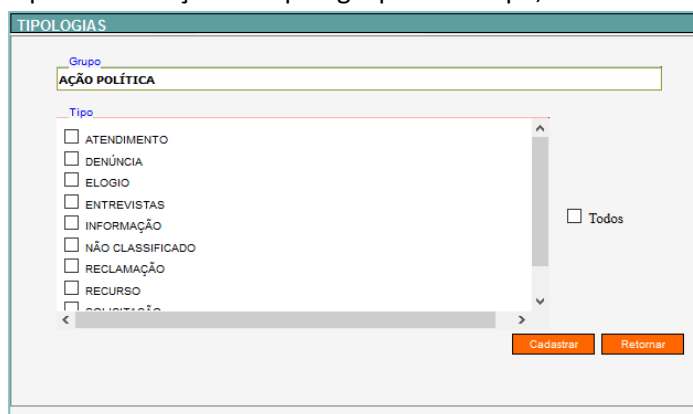 TIPOLOGIAS
Grupo
AÇÃO POLÍTICA
Tipo
ATENDIMENTO
DENÚNCIA
ELOGIO
ENTREVISTAS
INFORMAÇÃO
NÃO CLASSIFICADO
RECLAMAÇÃO
RECURSO
Todos
Cadastrar Retornar